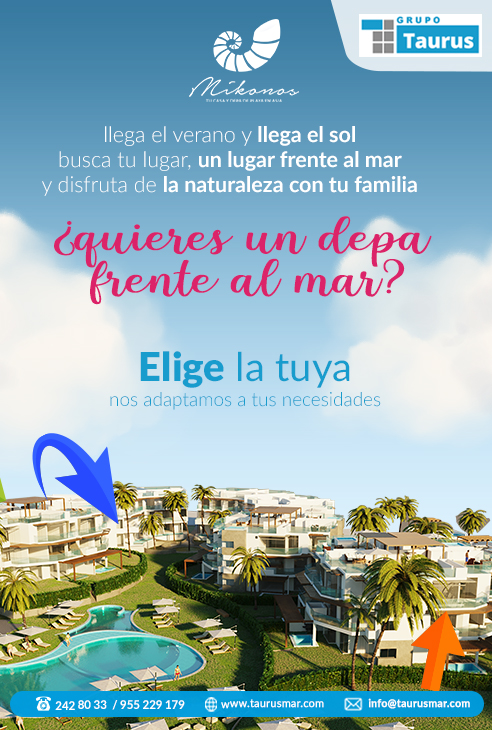 GRUPO
Taurus
Mikonos
llega el verano y llega el sol
busca tu lugar, un lugar frente al mar
y disfruta de la naturaleza con tu familia
¿quieres un depa
frente al mar?
Elige la tuya
nos adaptamos a tus necesidades
242 80 33 / 955 229 179
www.taurusmar.com
info@taurusmar.com